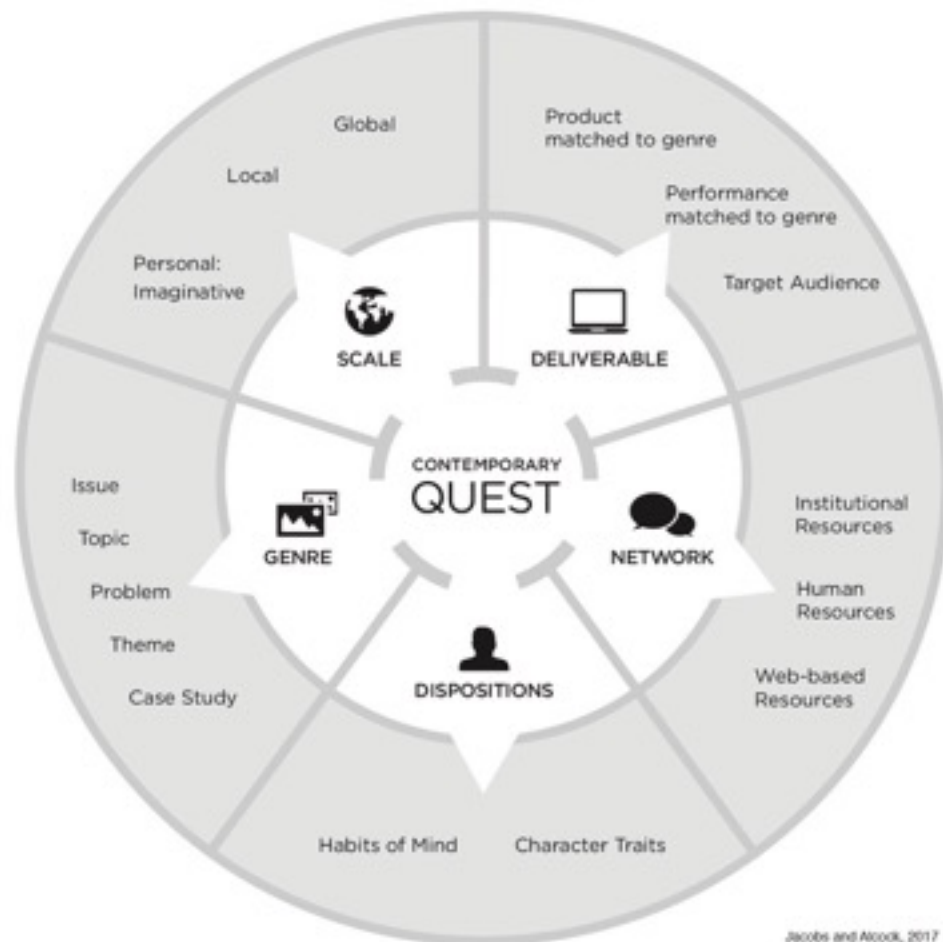 CONTEMPORARY
QUEST
SCALE
Global
Local
Personal:
Imaginative
DELIVERABLE
Product
matched to genre
Performance
matched to genre
Target Audience
NETWORK
Institutional
Resources
Human
Resources
Web-based
Resources
DISPOSITIONS
Habits of Mind
Character Traits
GENRE
Issue
Topic
Problem
Theme
Case Study
Jacobs and Alcock, 2017